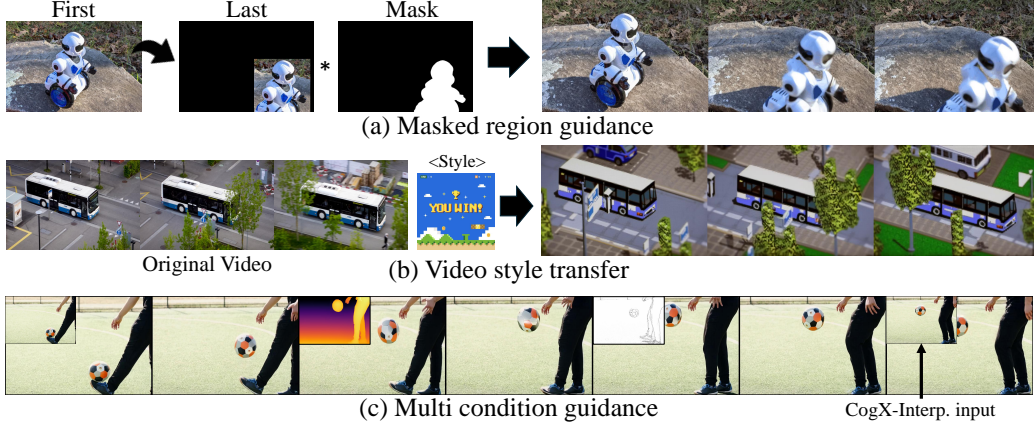 First
Last
Mask
*
(a) Masked region guidance
<Style>
YOU WIN!
Original Video
(b) Video style transfer
(c) Multi condition guidance
CogX-Interp. input